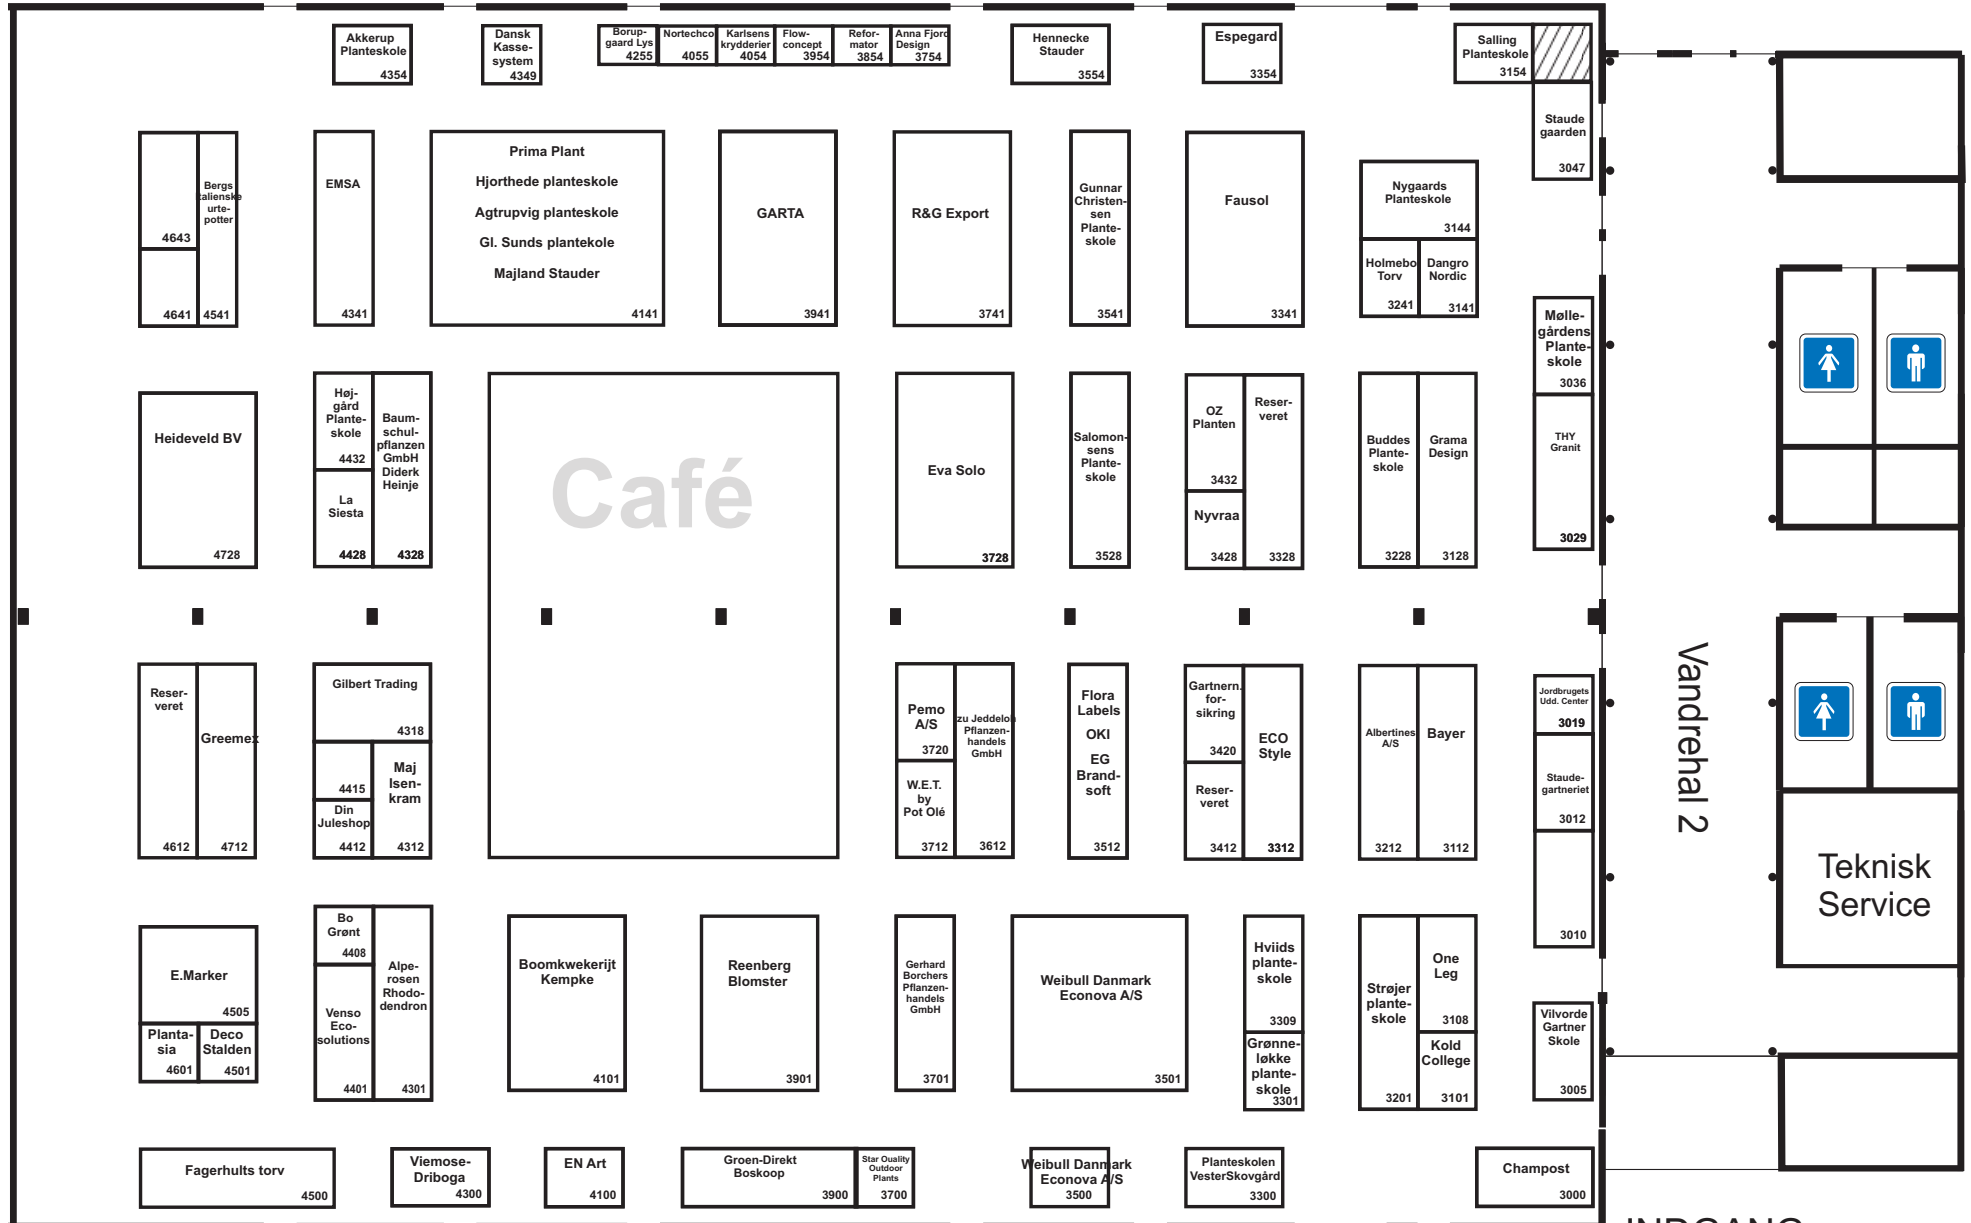 Akkerup
Planteskole
4354
Dansk
Kasse-
system
4349
Borup-
gaard Lys
4255
Nortechco
4055
Karlsens
krydderier
4054
Flow-
concept
3954
Refor-
mator
3854
Anna Fjord
Design
3754
Hennecke
Stauder
3554
Espegard
3354
Salling
Planteskole
3154
Staude
gaarden
3047
4643
4641
Bergs
italienske
urte-
potter
4541
EMSA
4341
Prima Plant
Hjorthede planteskole
Agtrupvig planteskole
Gl. Sunds plantekole
Majland Stauder
4141
GARTA
3941
R&G Export
3741
Gunnar
Christen-
sen
Plante-
skole
3541
Fausol
3341
Nygaards
Planteskole
3144
Holmebo
Torv
3241
Dangro
Nordic
3141
Mølle-
gårdens
Plante-
skole
3036
Heideveld BV
4728
Høj-
gård
Plante-
skole
4432
La
Siesta
4428
Baum-
schul-
pflanzen
GmbH
Diderk
Heinje
4328
Café
Eva Solo
3728
Salomon-
sens
Plante-
skole
3528
OZ
Planten
3432
Nyvraa
3428
Reser-
veret
3328
Buddes
Plante-
skole
3228
Grama
Design
3128
THY
Granit
3029
Reser-
veret
4612
Greemex
4712
Gilbert Trading
4318
4415
Din
Juleshop
4412
Maj
Isen-
kram
4312
Pemo
A/S
3720
W.E.T.
by
Pot Olé
3712
zu Jeddeloh
Pflanzen-
handels
GmbH
3612
Flora
Labels
OKI
EG
Brand-
soft
3512
Gartnern.
for-
sikring
3420
Reser-
veret
3412
ECO
Style
3312
Albertines
A/S
3212
Bayer
3112
Jordbrugets
Udd. Center
3019
Staude-
gartneriet
3012
3010
Vandrehal 2
Teknisk
Service
E.Marker
4505
Planta-
sia
4601
Deco
Stalden
4501
Bo
Grønt
4408
Venso
Eco-
solutions
4401
Alpe-
rosen
Rhodo-
dendron
4301
Boomkwekerijt
Kempke
4101
Reenberg
Blomster
3901
Gerhard
Borchers
Pflanzen-
handels
GmbH
3701
Weibull Danmark
Econova A/S
3501
Hviids
plante-
skole
3309
Grønne-
løkke
plante-
skole
3301
Strøjer
plante-
skole
3201
One
Leg
3108
Kold
College
3101
Vilvorde
Gartner
Skole
3005
Fagerhults torv
4500
Viemose-
Driboga
4300
EN Art
4100
Groen-Direkt
Boskoop
3900
Star Ouality
Outdoor
Plants
3700
Weibull Danmark
Econova A/S
3500
Planteskolen
VesterSkovgård
3300
Champost
3000
INDGANG